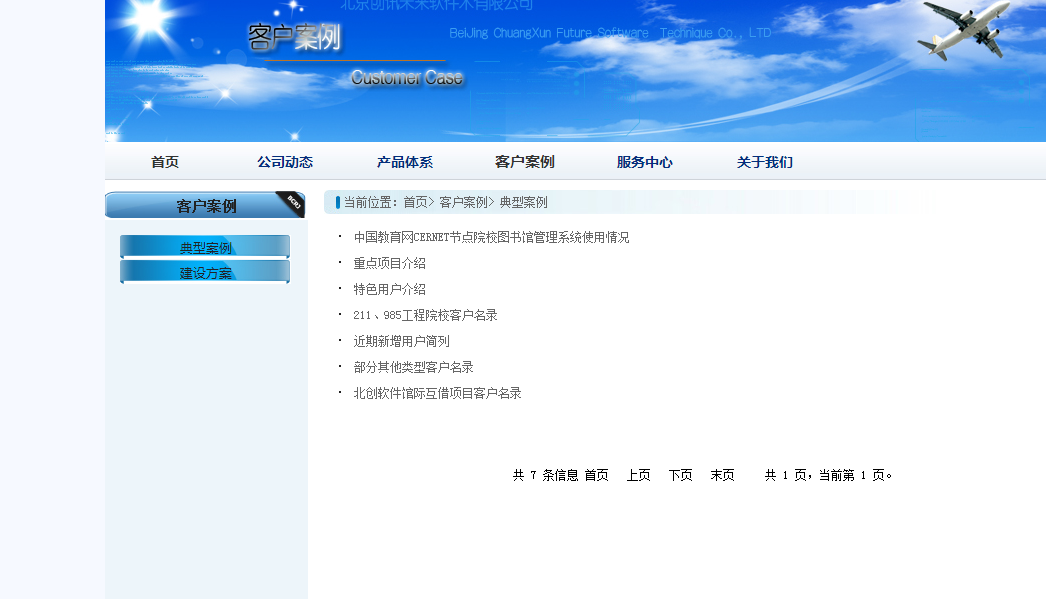 北京创讯未来软件技术有限公司
客户案例
BeiJing ChuangXun Future Software Technique Co., LTD
Customer Case
首页 公司动态 产品体系 客户案例 服务中心 关于我们
客户案例
典型案例
建设方案
当前位置：首页> 客户案例> 典型案例
· 中国教育网CERNET节点院校图书馆管理系统使用情况
· 重点项目介绍
· 特色用户介绍
· 211、985工程院校客户名录
· 近期新增用户简列
· 部分其他类型客户名录
· 北创软件馆际互借项目客户名录
共 7 条信息 首页 上页 下页 末页 共 1 页，当前第 1 页。